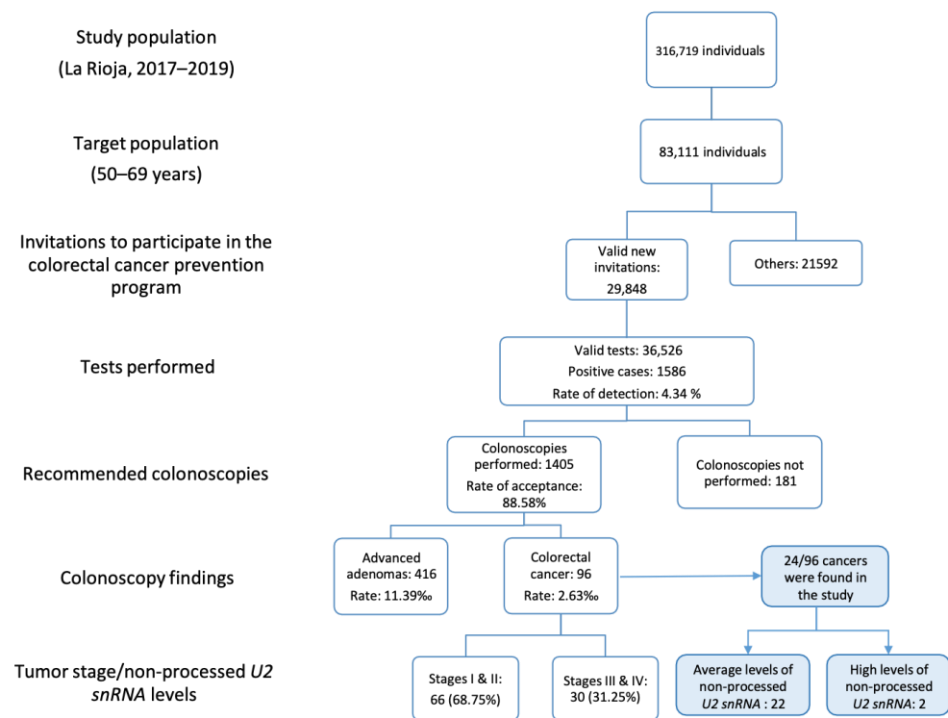 Study population
(La Rioja, 2017–2019)
316,719 individuals
Target population
(50–69 years)
83,111 individuals
Invitations to participate in the
colorectal cancer prevention
program
Valid new
invitations:
29,848
Others: 21592
Tests performed
Valid tests: 36,526
Positive cases: 1586
Rate of detection: 4.34 %
Recommended colonoscopies
Colonoscopies
performed: 1405
Rate of acceptance:
88.58%
Colonoscopies not
performed: 181
Colonoscopy findings
Advanced
adenomas: 416
Rate: 11.39‰
Colorectal
cancer: 96
Rate: 2.63‰
24/96 cancers
were found in
the study
Tumor stage/non-processed U2
snRNA levels
Stages I & II:
66 (68.75%)
Stages III & IV:
30 (31.25%)
Average levels of
non-processed
U2 snRNA : 22
High levels of
non-processed
U2 snRNA: 2